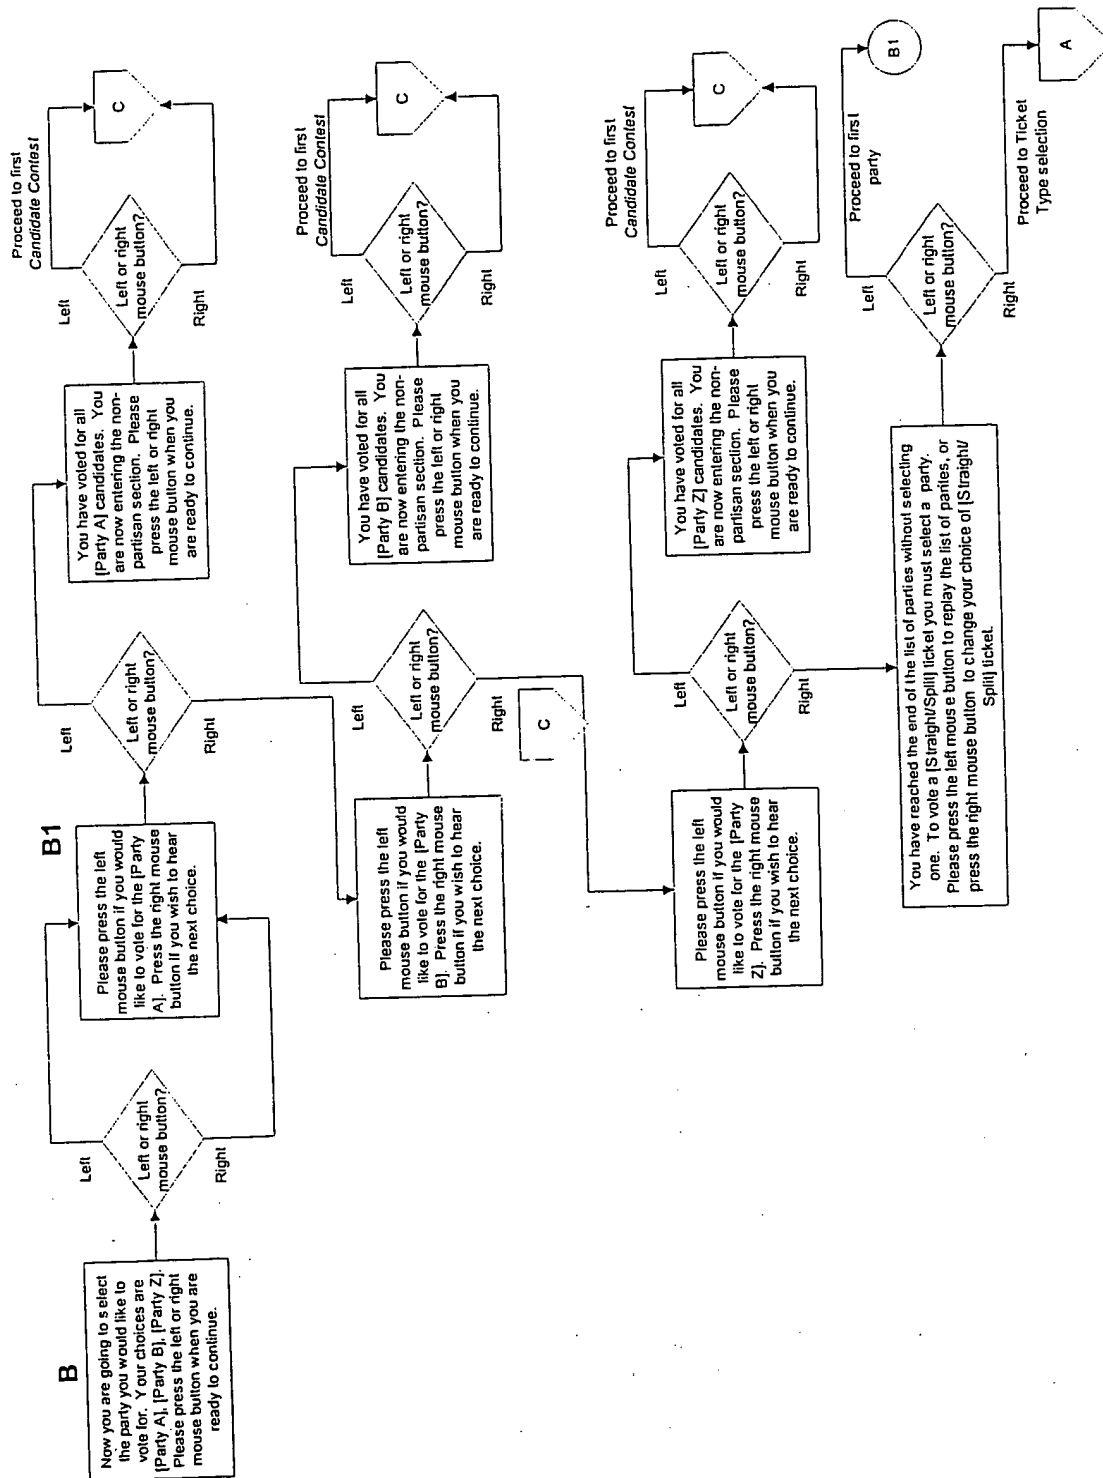 B
Now you are going to select
the party you would like to
vote for. Your choices are
[Party A], [Party B], [Party Z].
Please press the left or right
mouse button when you are
ready to continue.
Left or right
mouse button?
Left
Right
B1
Please press the left
mouse button if you would
like to vote for the [Party
A]. Press the right mouse
button if you wish to hear
the next choice.
Left or right
mouse button?
Left
Right
You have voted for all
[Party A] candidates. You
are now entering the non-
partisan section. Please
press the left or right
mouse button when you
are ready to continue.
Left or right
mouse button?
Left
Right
Proceed to first
Candidate Contest
C
Please press the left
mouse button if you would
like to vote for the [Party
B]. Press the right mouse
button if you wish to hear
the next choice.
Left or right
mouse button?
Left
Right
You have voted for all
[Party B] candidates. You
are now entering the non-
partisan section. Please
press the left or right
mouse button when you
are ready to continue.
Left or right
mouse button?
Left
Right
Proceed to first
Candidate Contest
C
C
Please press the left
mouse button if you would
like to vote for the [Party
Z]. Press the right mouse
button if you wish to hear
the next choice.
Left or right
mouse button?
Left
Right
You have voted for all
[Party Z] candidates. You
are now entering the non-
partisan section. Please
press the left or right
mouse button when you
are ready to continue.
Left or right
mouse button?
Left
Right
Proceed to first
Candidate Contest
C
You have reached the end of the list of parties without selecting
one. To vote a [Straight/Split] ticket you must select a party.
Please press the left mouse button to replay the list of parties, or
press the right mouse button to change your choice of [Straight/
Split] ticket.
Left or right
mouse button?
Left
Right
Proceed to first
party
B1
Proceed to Ticket
Type selection
A